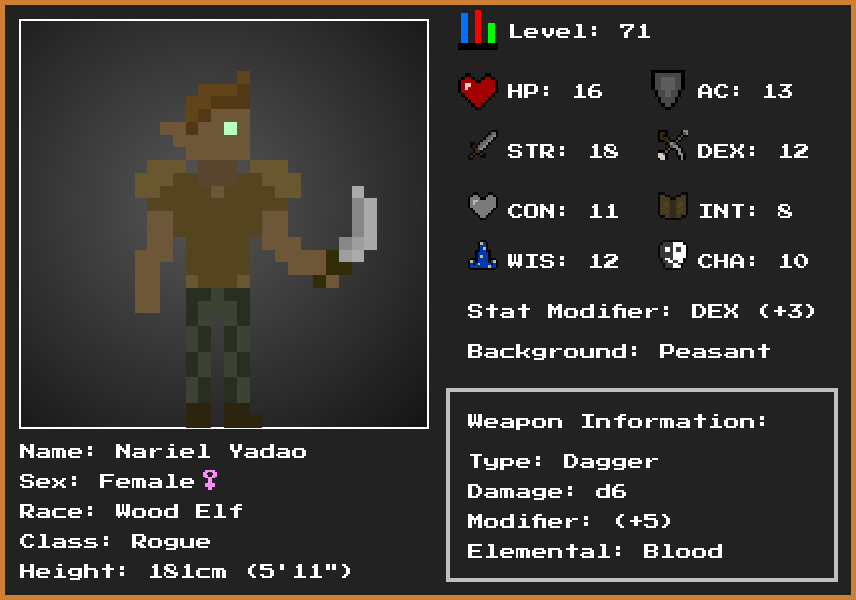 Level: 71
HP: 16
AC: 13
STR: 18
DEX: 12
CON: 11
INT: 8
WIS: 12
CHA: 10
Stat Modifier: DEX (+3)
Background: Peasant
Weapon Information:
Type: Dagger
Damage: d6
Modifier: (+5)
Elemental: Blood
Name: Nariel Yadao
Sex: Female♀
Race: Wood Elf
Class: Rogue
Height: 181cm (5'11")